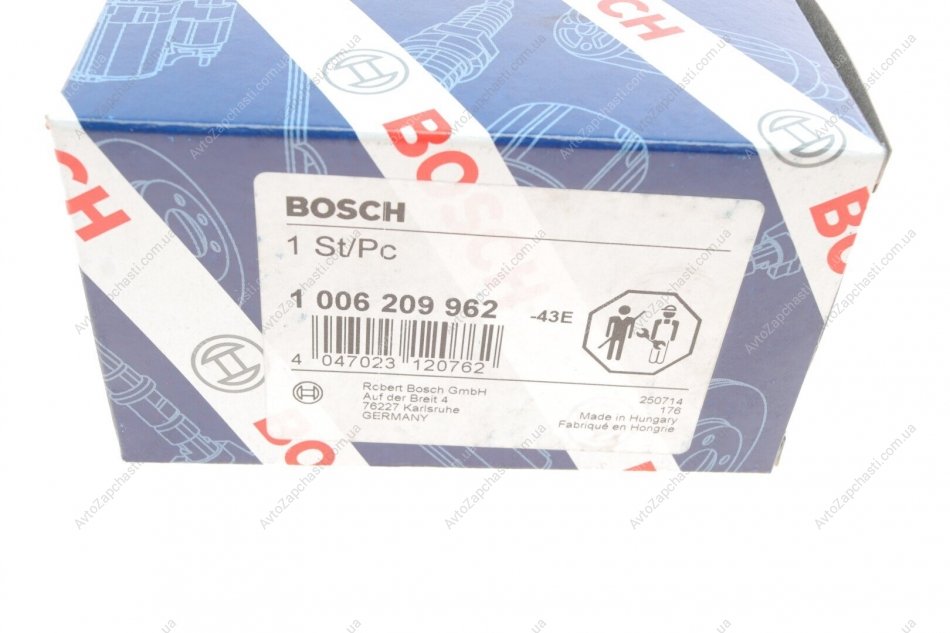 BOSCH
BOSCH
BOSCH
BOSCH
BOSCH
1 St/Pc
1 006 209 962
-43E
4 047023 120762
Robert Bosch GmbH
Auf der Breit 4
76227 Karlsruhe
GERMANY
250714
176
Made in Hungary
Fabriqué en Hongrie
AvtoZapchasti.com.ua